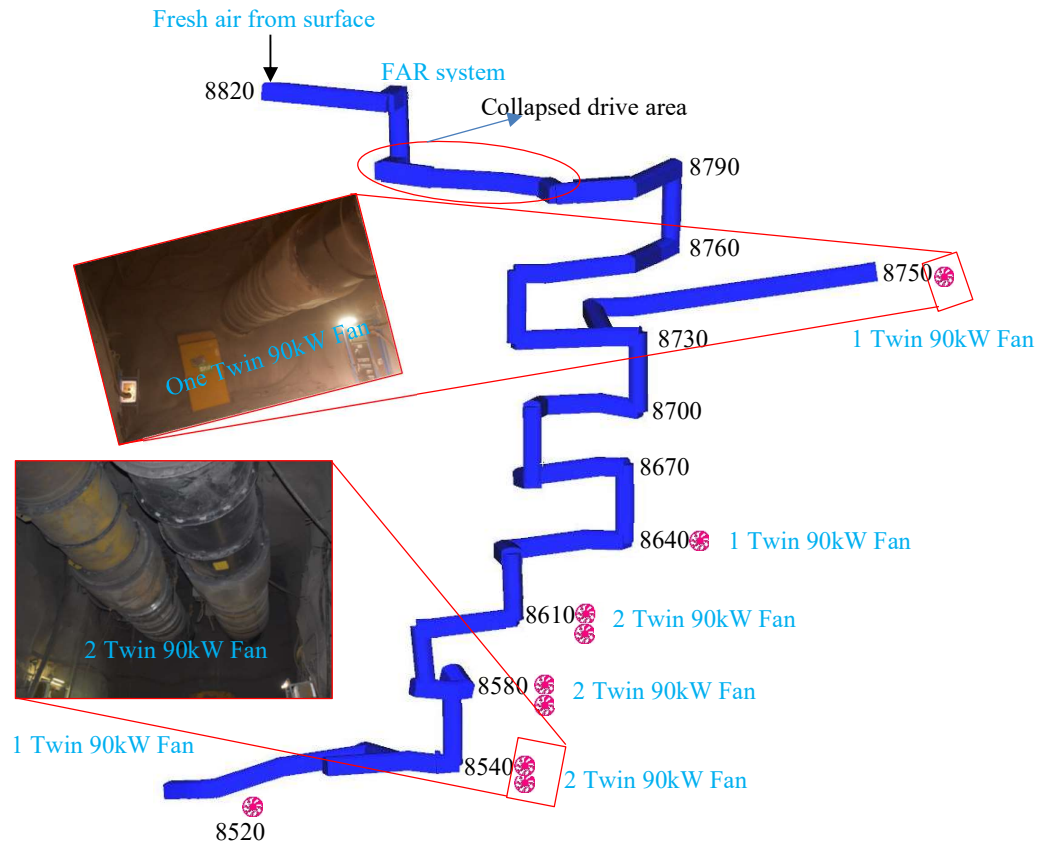 Fresh air from surface
FAR system
8820
Collapsed drive area
8790
8760
8750
1 Twin 90kW Fan
8730
One Twin 90kW Fan
8700
8670
8640
1 Twin 90kW Fan
8610
2 Twin 90kW Fan
2 Twin 90kW Fan
8580
2 Twin 90kW Fan
1 Twin 90kW Fan
8540
2 Twin 90kW Fan
8520